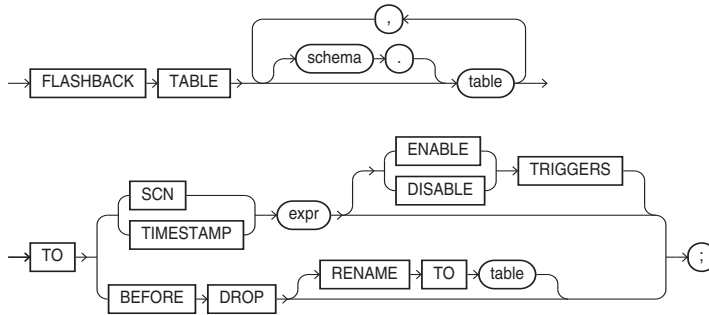 ,
schema .
FLASHBACK TABLE table
ENABLE
SCN DISABLE TRIGGERS
TIMESTAMP expr
TO ;
BEFORE DROP RENAME TO table